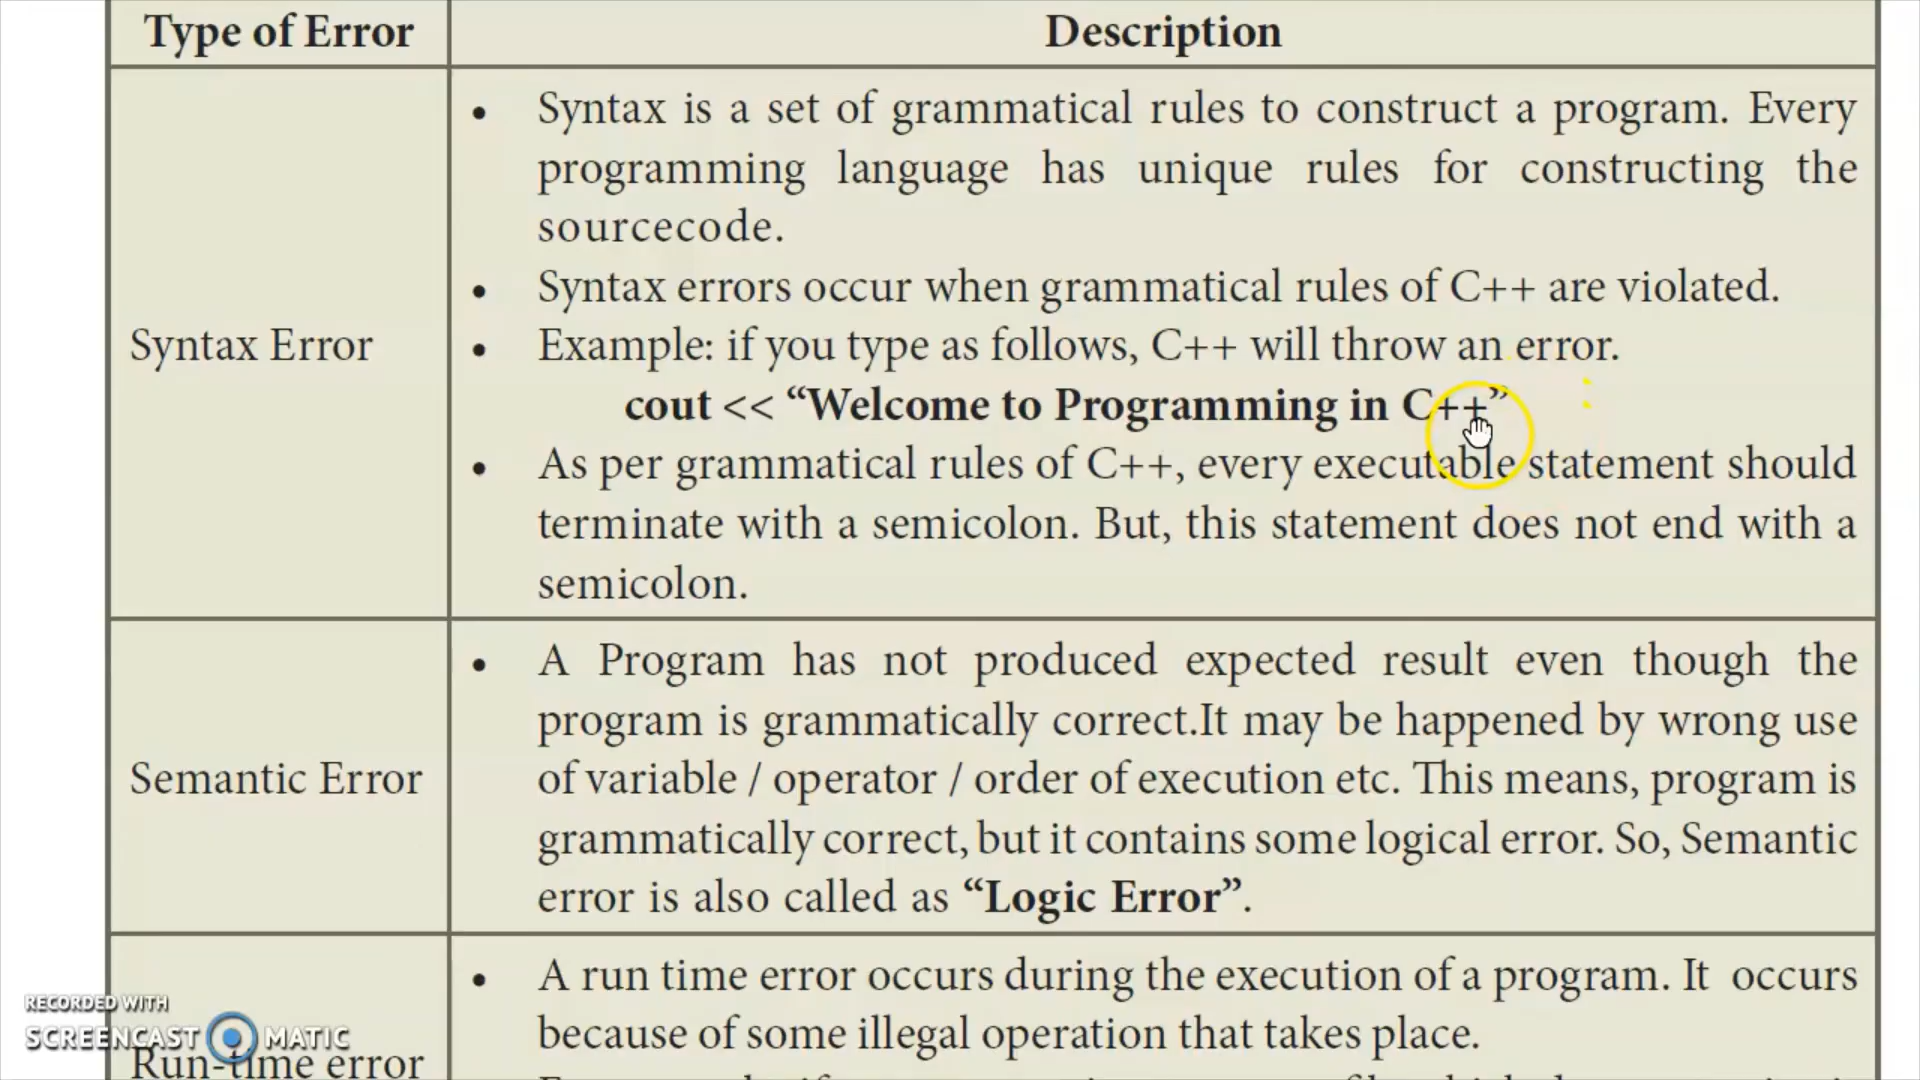 Type of Error
Description
Syntax Error
• Syntax is a set of grammatical rules to construct a program. Every
programming language has unique rules for constructing the
sourcecode.
• Syntax errors occur when grammatical rules of C++ are violated.
• Example: if you type as follows, C++ will throw an error.
cout << “Welcome to Programming in C++”
• As per grammatical rules of C++, every executable statement should
terminate with a semicolon. But, this statement does not end with a
semicolon.
Semantic Error
• A Program has not produced expected result even though the
program is grammatically correct.It may be happened by wrong use
of variable / operator / order of execution etc. This means, program is
grammatically correct, but it contains some logical error. So, Semantic
error is also called as “Logic Error”.
Run-time error
• A run time error occurs during the execution of a program. It occurs
because of some illegal operation that takes place.
RECORDED WITH
SCREENCAST MATIC